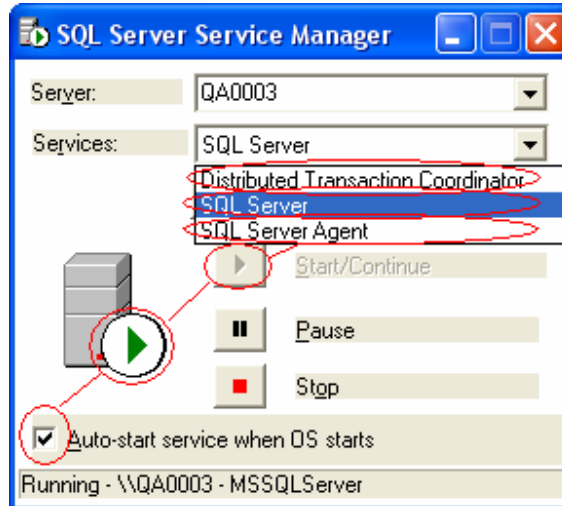 SQL Server Service Manager
Server: QA0003
Services: SQL Server
Distributed Transaction Coordinator
SQL Server
SQL Server Agent
Start/Continue
Pause
Stop
Auto-start service when OS starts
Running - \\QA0003 - MSSQLServer